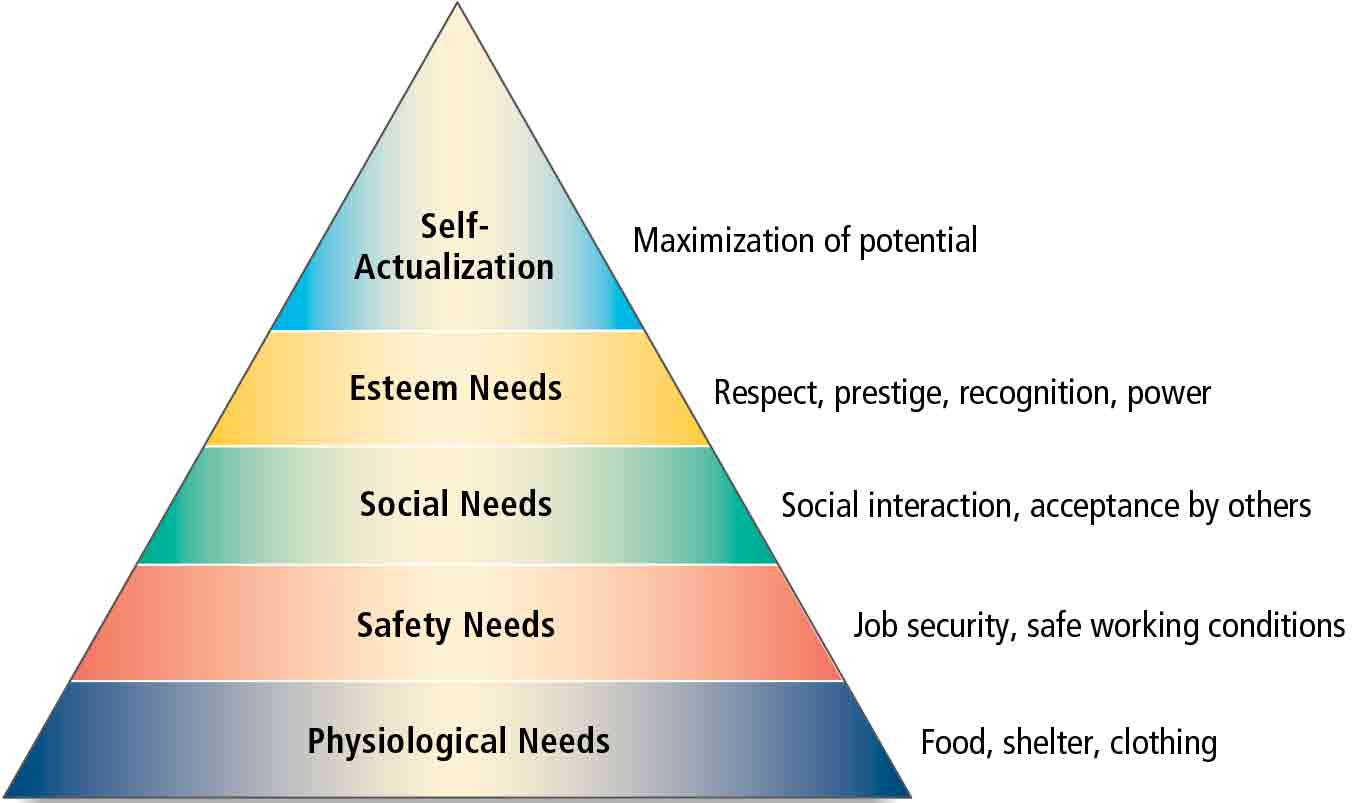 Self-
Actualization
Maximization of potential
Esteem Needs
Respect, prestige, recognition, power
Social Needs
Social interaction, acceptance by others
Safety Needs
Job security, safe working conditions
Physiological Needs
Food, shelter, clothing